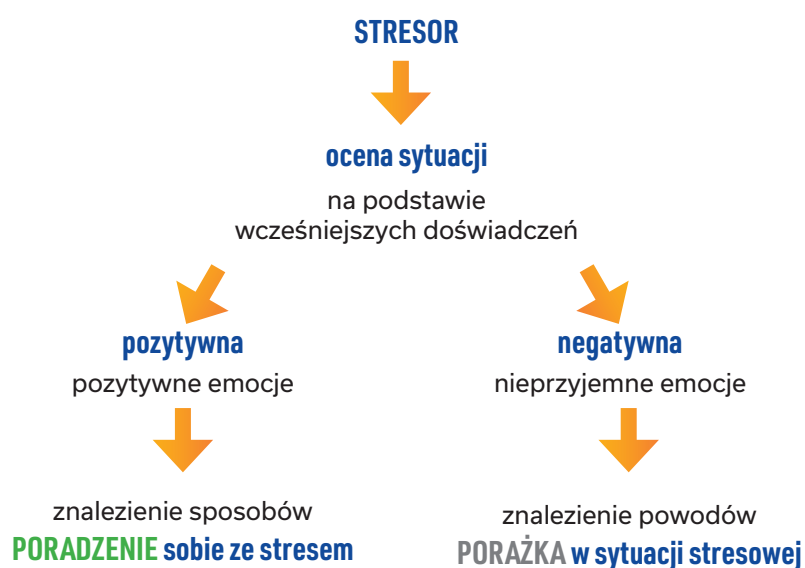 STRESOR
ocena sytuacji
na podstawie
wcześniejszych doświadczeń
pozytywna
pozytywne emocje
negatywna
nieprzyjemne emocje
znalezienie sposobów
PORADZENIE sobie ze stresem
znalezienie powodów
PORAŻKA w sytuacji stresowej